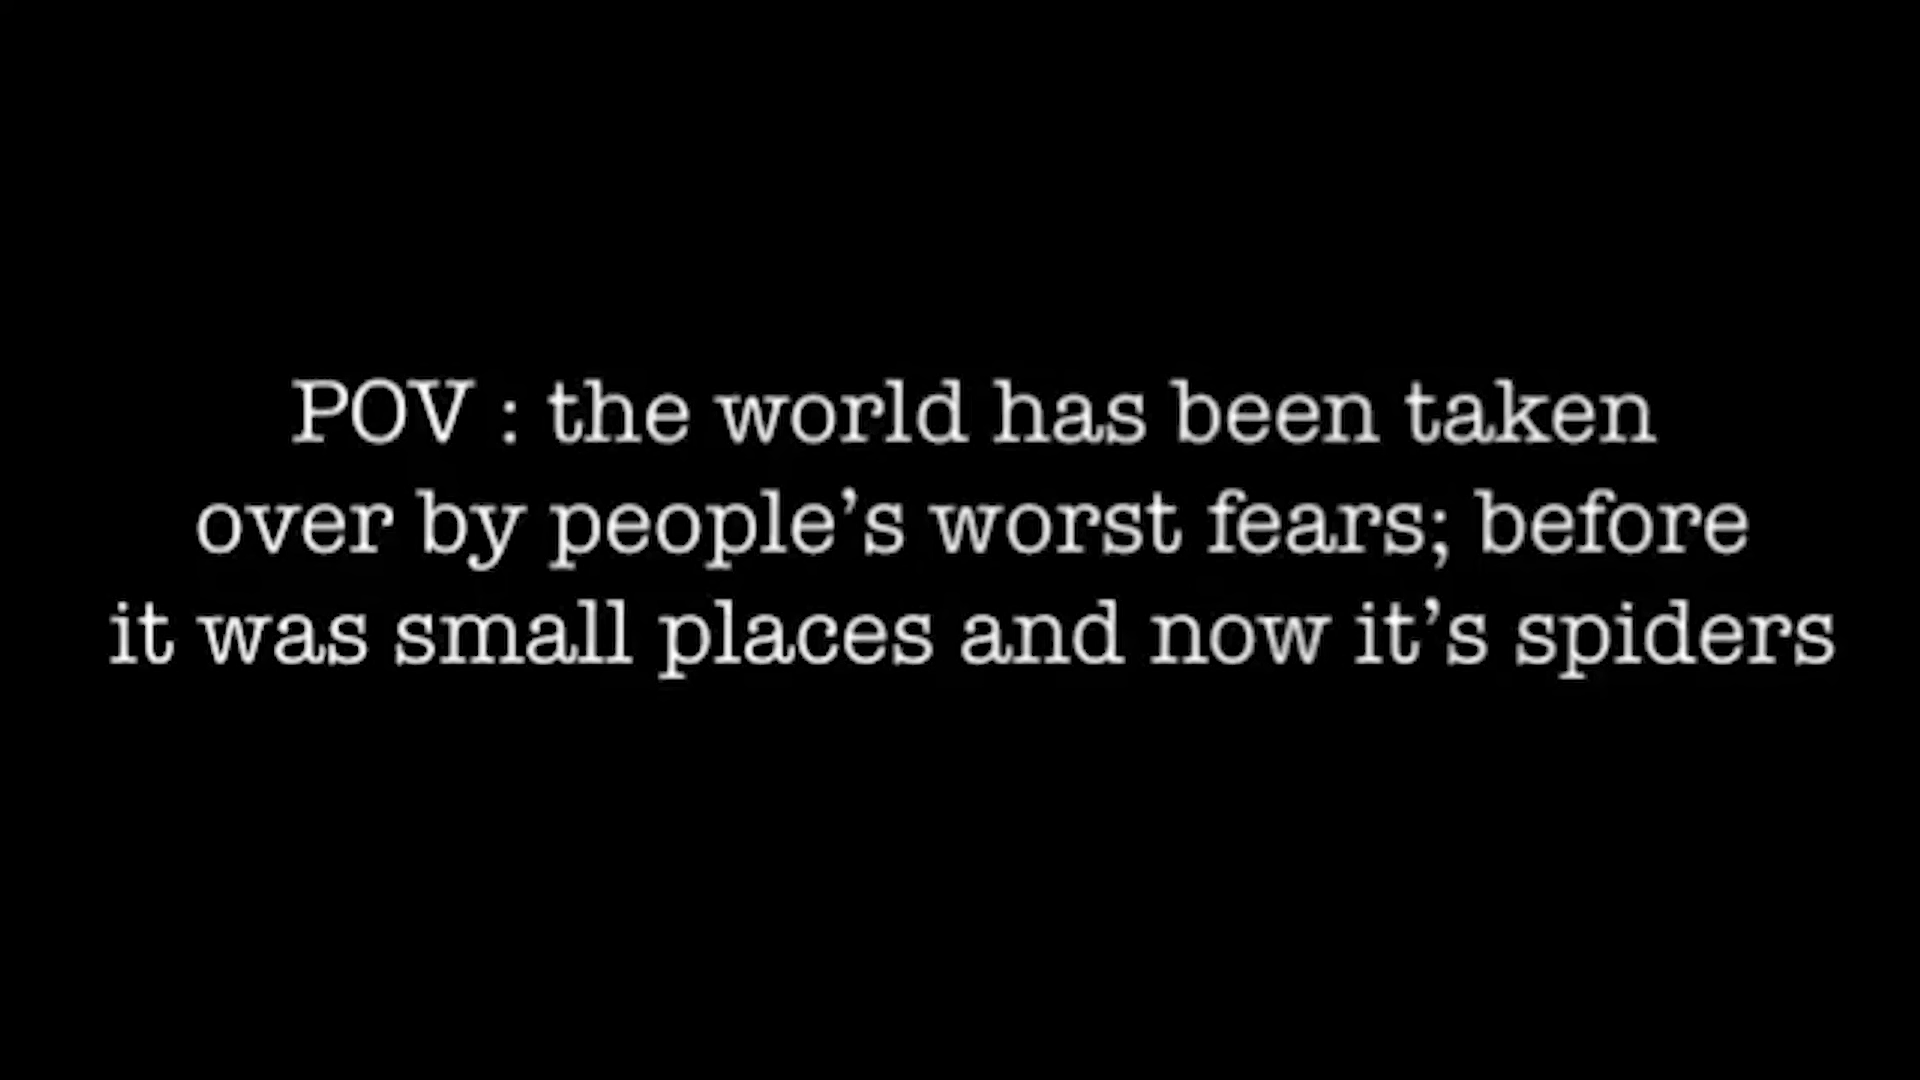 POV : the world has been taken
over by people’s worst fears; before
it was small places and now it’s spiders